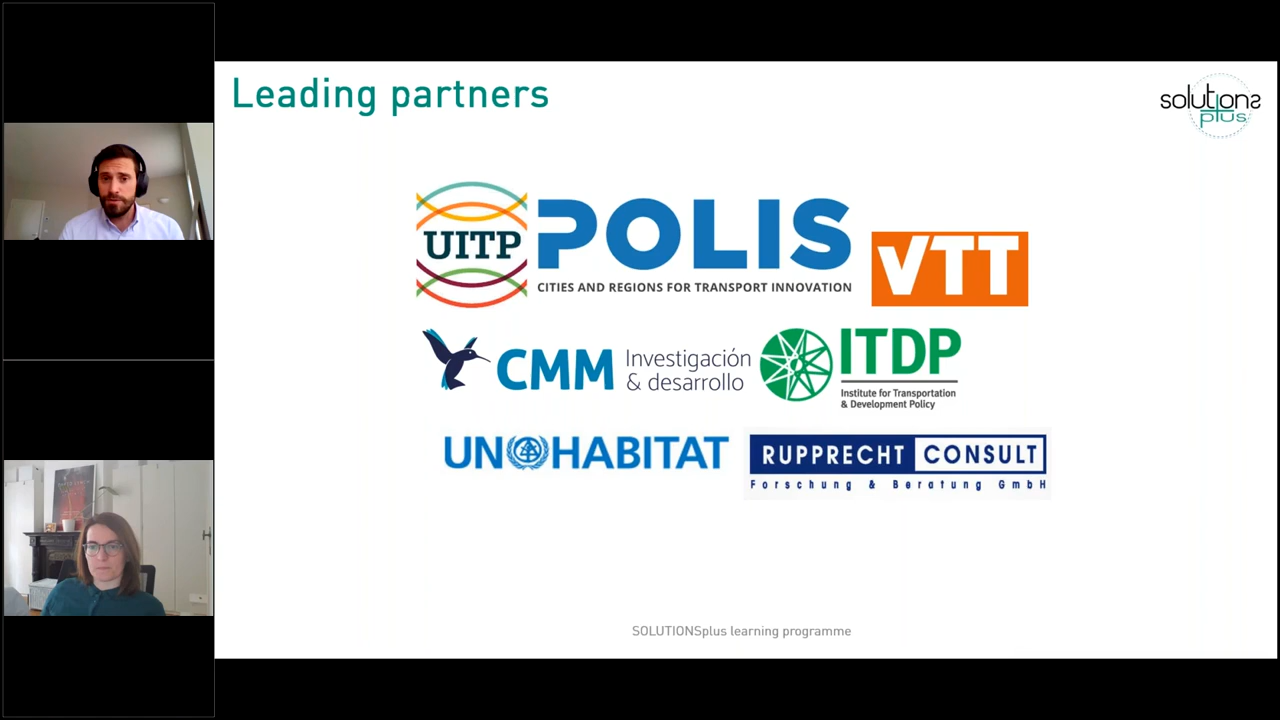 Leading partners
solutions
plus
UITP
POLIS
CITIES AND REGIONS FOR TRANSPORT INNOVATION
VTT
CMM
Investigación
& desarrollo
ITDP
Institute for Transportation
& Development Policy
UN HABITAT
RUPPRECHT CONSULT
Forschung & Beratung GmbH
SOLUTIONSplus learning programme